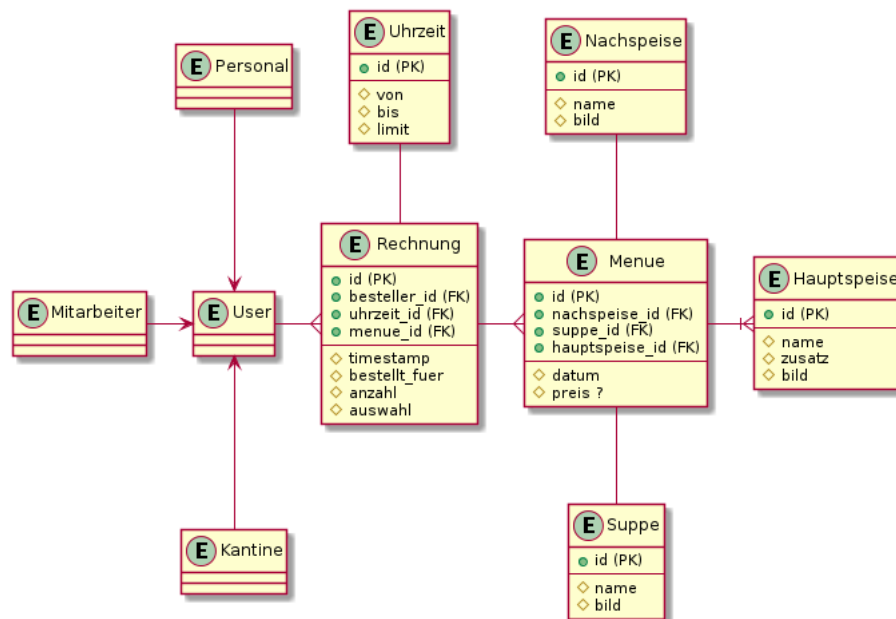 E Uhrzeit
id (PK)
von
bis
limit
E Nachspeise
id (PK)
name
bild
E Personal
E Rechnung
id (PK)
besteller_id (FK)
uhrzeit_id (FK)
menue_id (FK)
timestamp
bestellt_fuer
anzahl
auswahl
E Menue
id (PK)
nachspeise_id (FK)
suppe_id (FK)
hauptspeise_id (FK)
datum
preis ?
E Hauptspeise
id (PK)
name
zusatz
bild
E Mitarbeiter
E User
E Kantine
E Suppe
id (PK)
name
bild